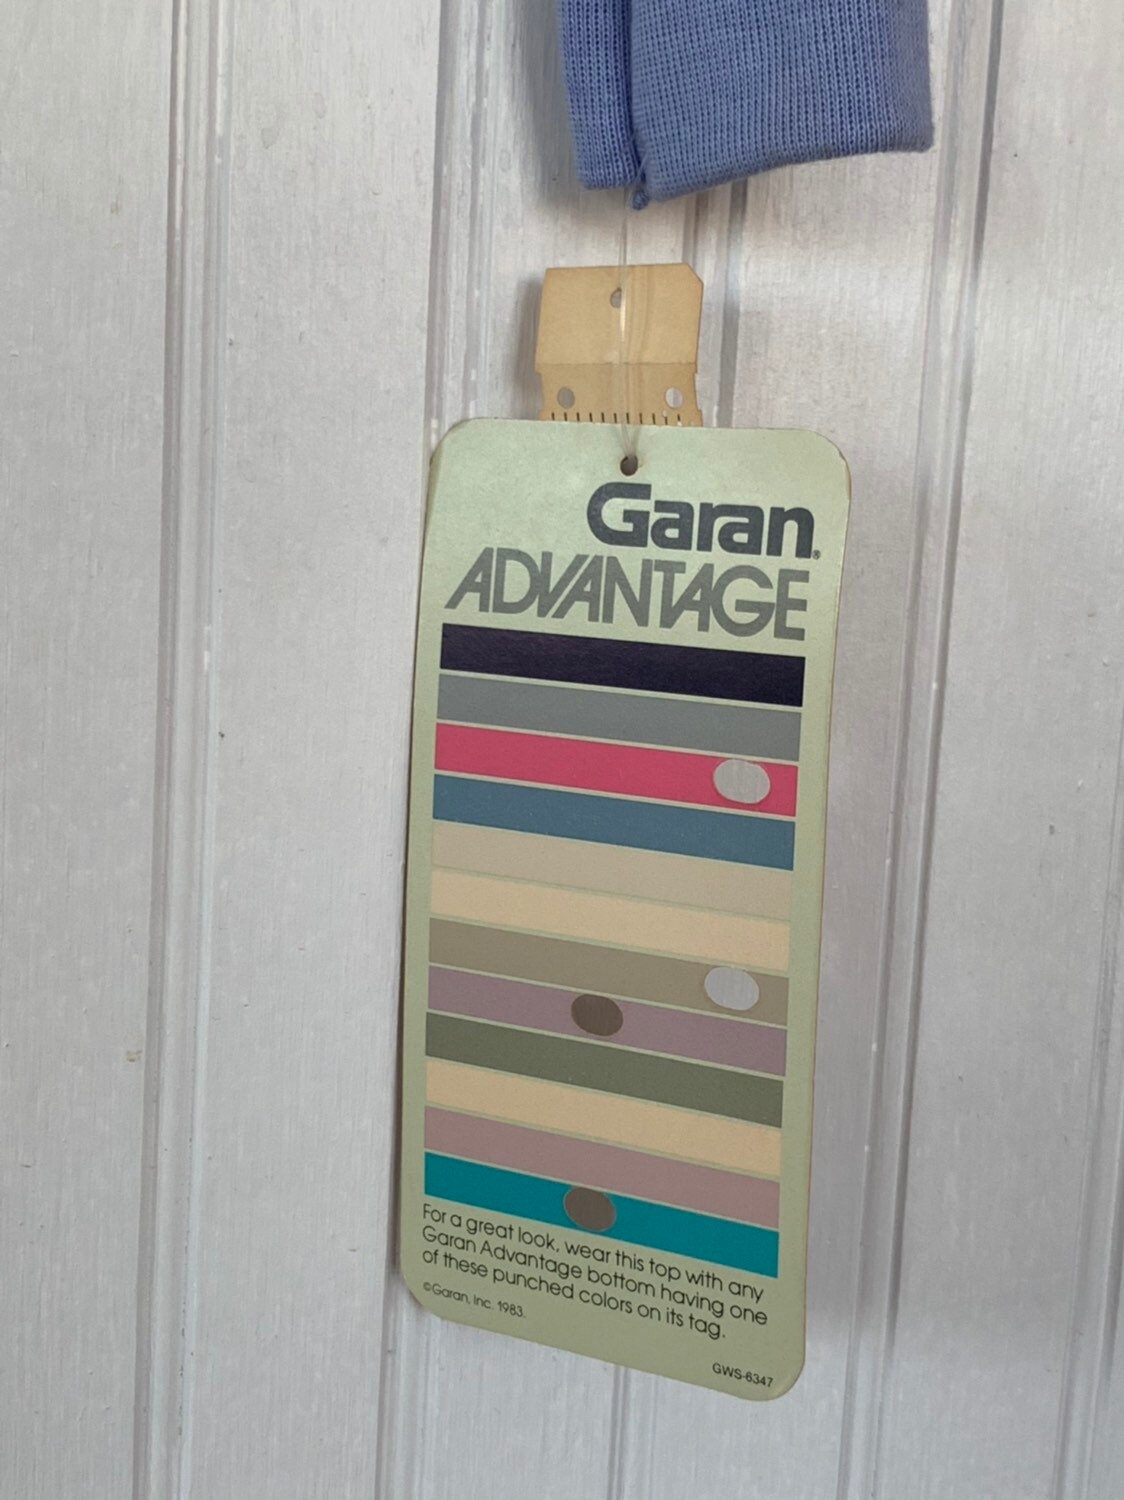 Garan®
ADVANTAGE
For a great look, wear this top with any
Garan Advantage bottom having one
of these punched colors on its tag.
©Garan, Inc. 1983.
GWS-6347